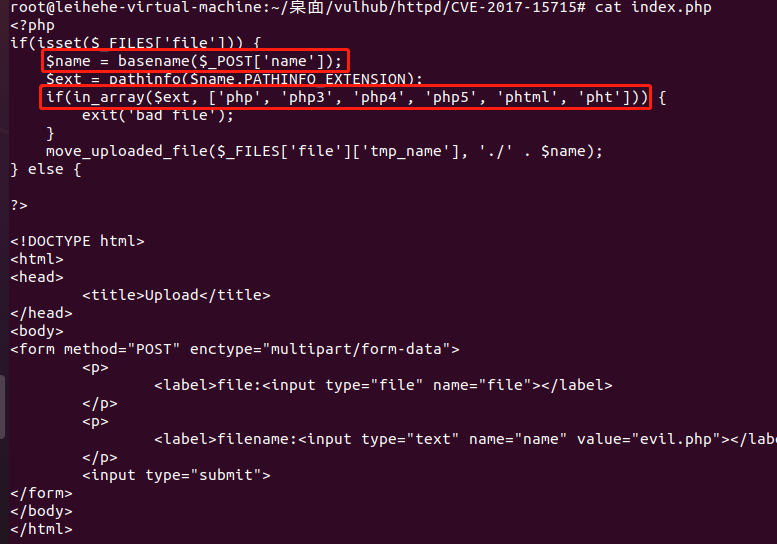 root@leihehe-virtual-machine:~/桌面/vulhub/httpd/CVE-2017-15715# cat index.php
<?php
if(isset($_FILES['file'])) {
    $name = basename($_POST['name']);
    $ext = pathinfo($name,PATHINFO_EXTENSION);
    if(in_array($ext, ['php', 'php3', 'php4', 'php5', 'phtml', 'pht'])) {
        exit('bad file');
    }
    move_uploaded_file($_FILES['file']['tmp_name'], './' . $name);
} else {
?>
<!DOCTYPE html>
<html>
<head>
        <title>Upload</title>
</head>
<body>
<form method="POST" enctype="multipart/form-data">
        <p>
                <label>file:<input type="file" name="file"></label>
        </p>
        <p>
                <label>filename:<input type="text" name="name" value="evil.php"></lab
        </p>
        <input type="submit">
</form>
</body>
</html>